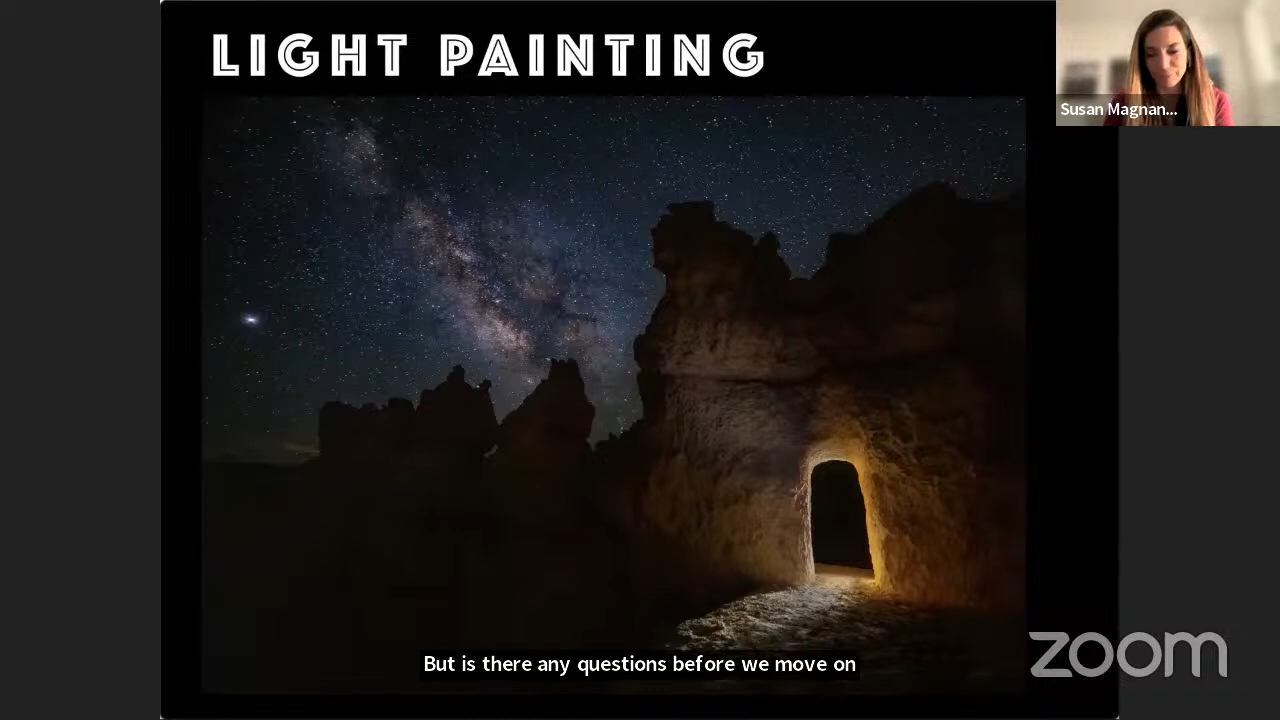 LIGHT PAINTING
Susan Magnan...
But is there any questions before we move on
zoom